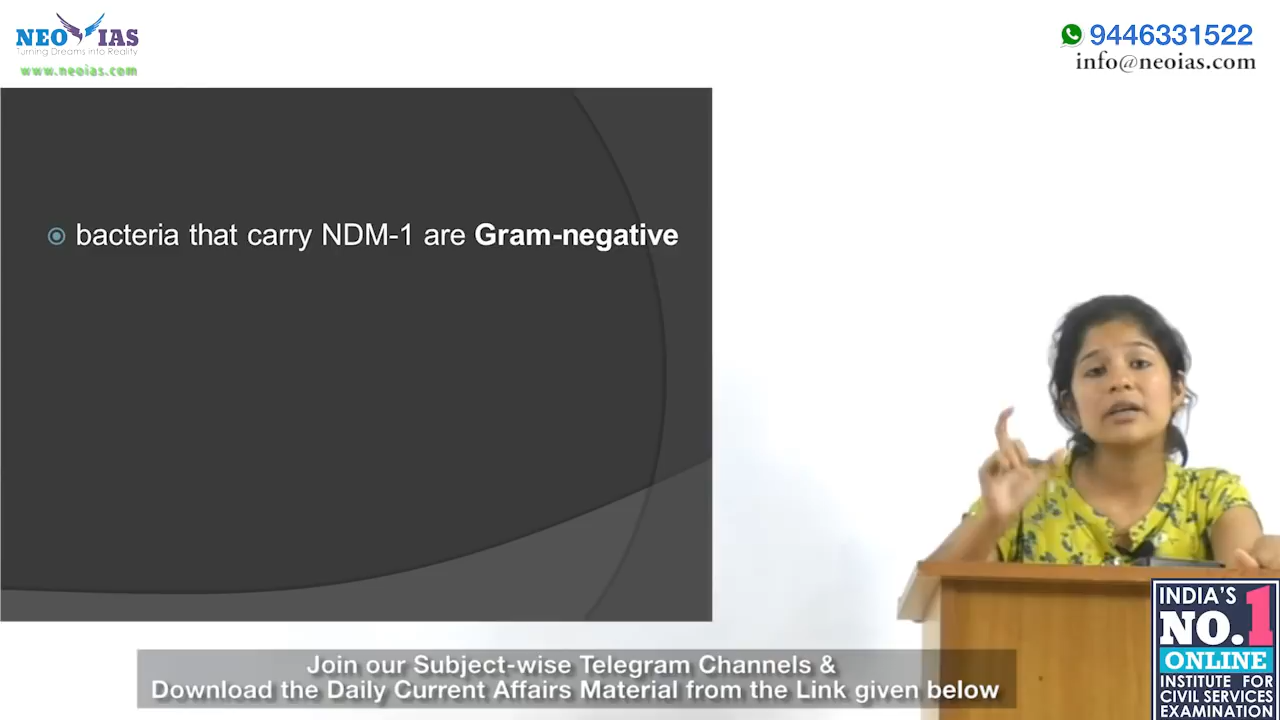 NEO IAS
Turning Dreams into Reality
www.neoias.com
9446331522
info@neoias.com
bacteria that carry NDM-1 are Gram-negative
INDIA'S
NO.1
ONLINE
INSTITUTE FOR
CIVIL SERVICES
EXAMINATION
Join our Subject-wise Telegram Channels &
Download the Daily Current Affairs Material from the Link given below